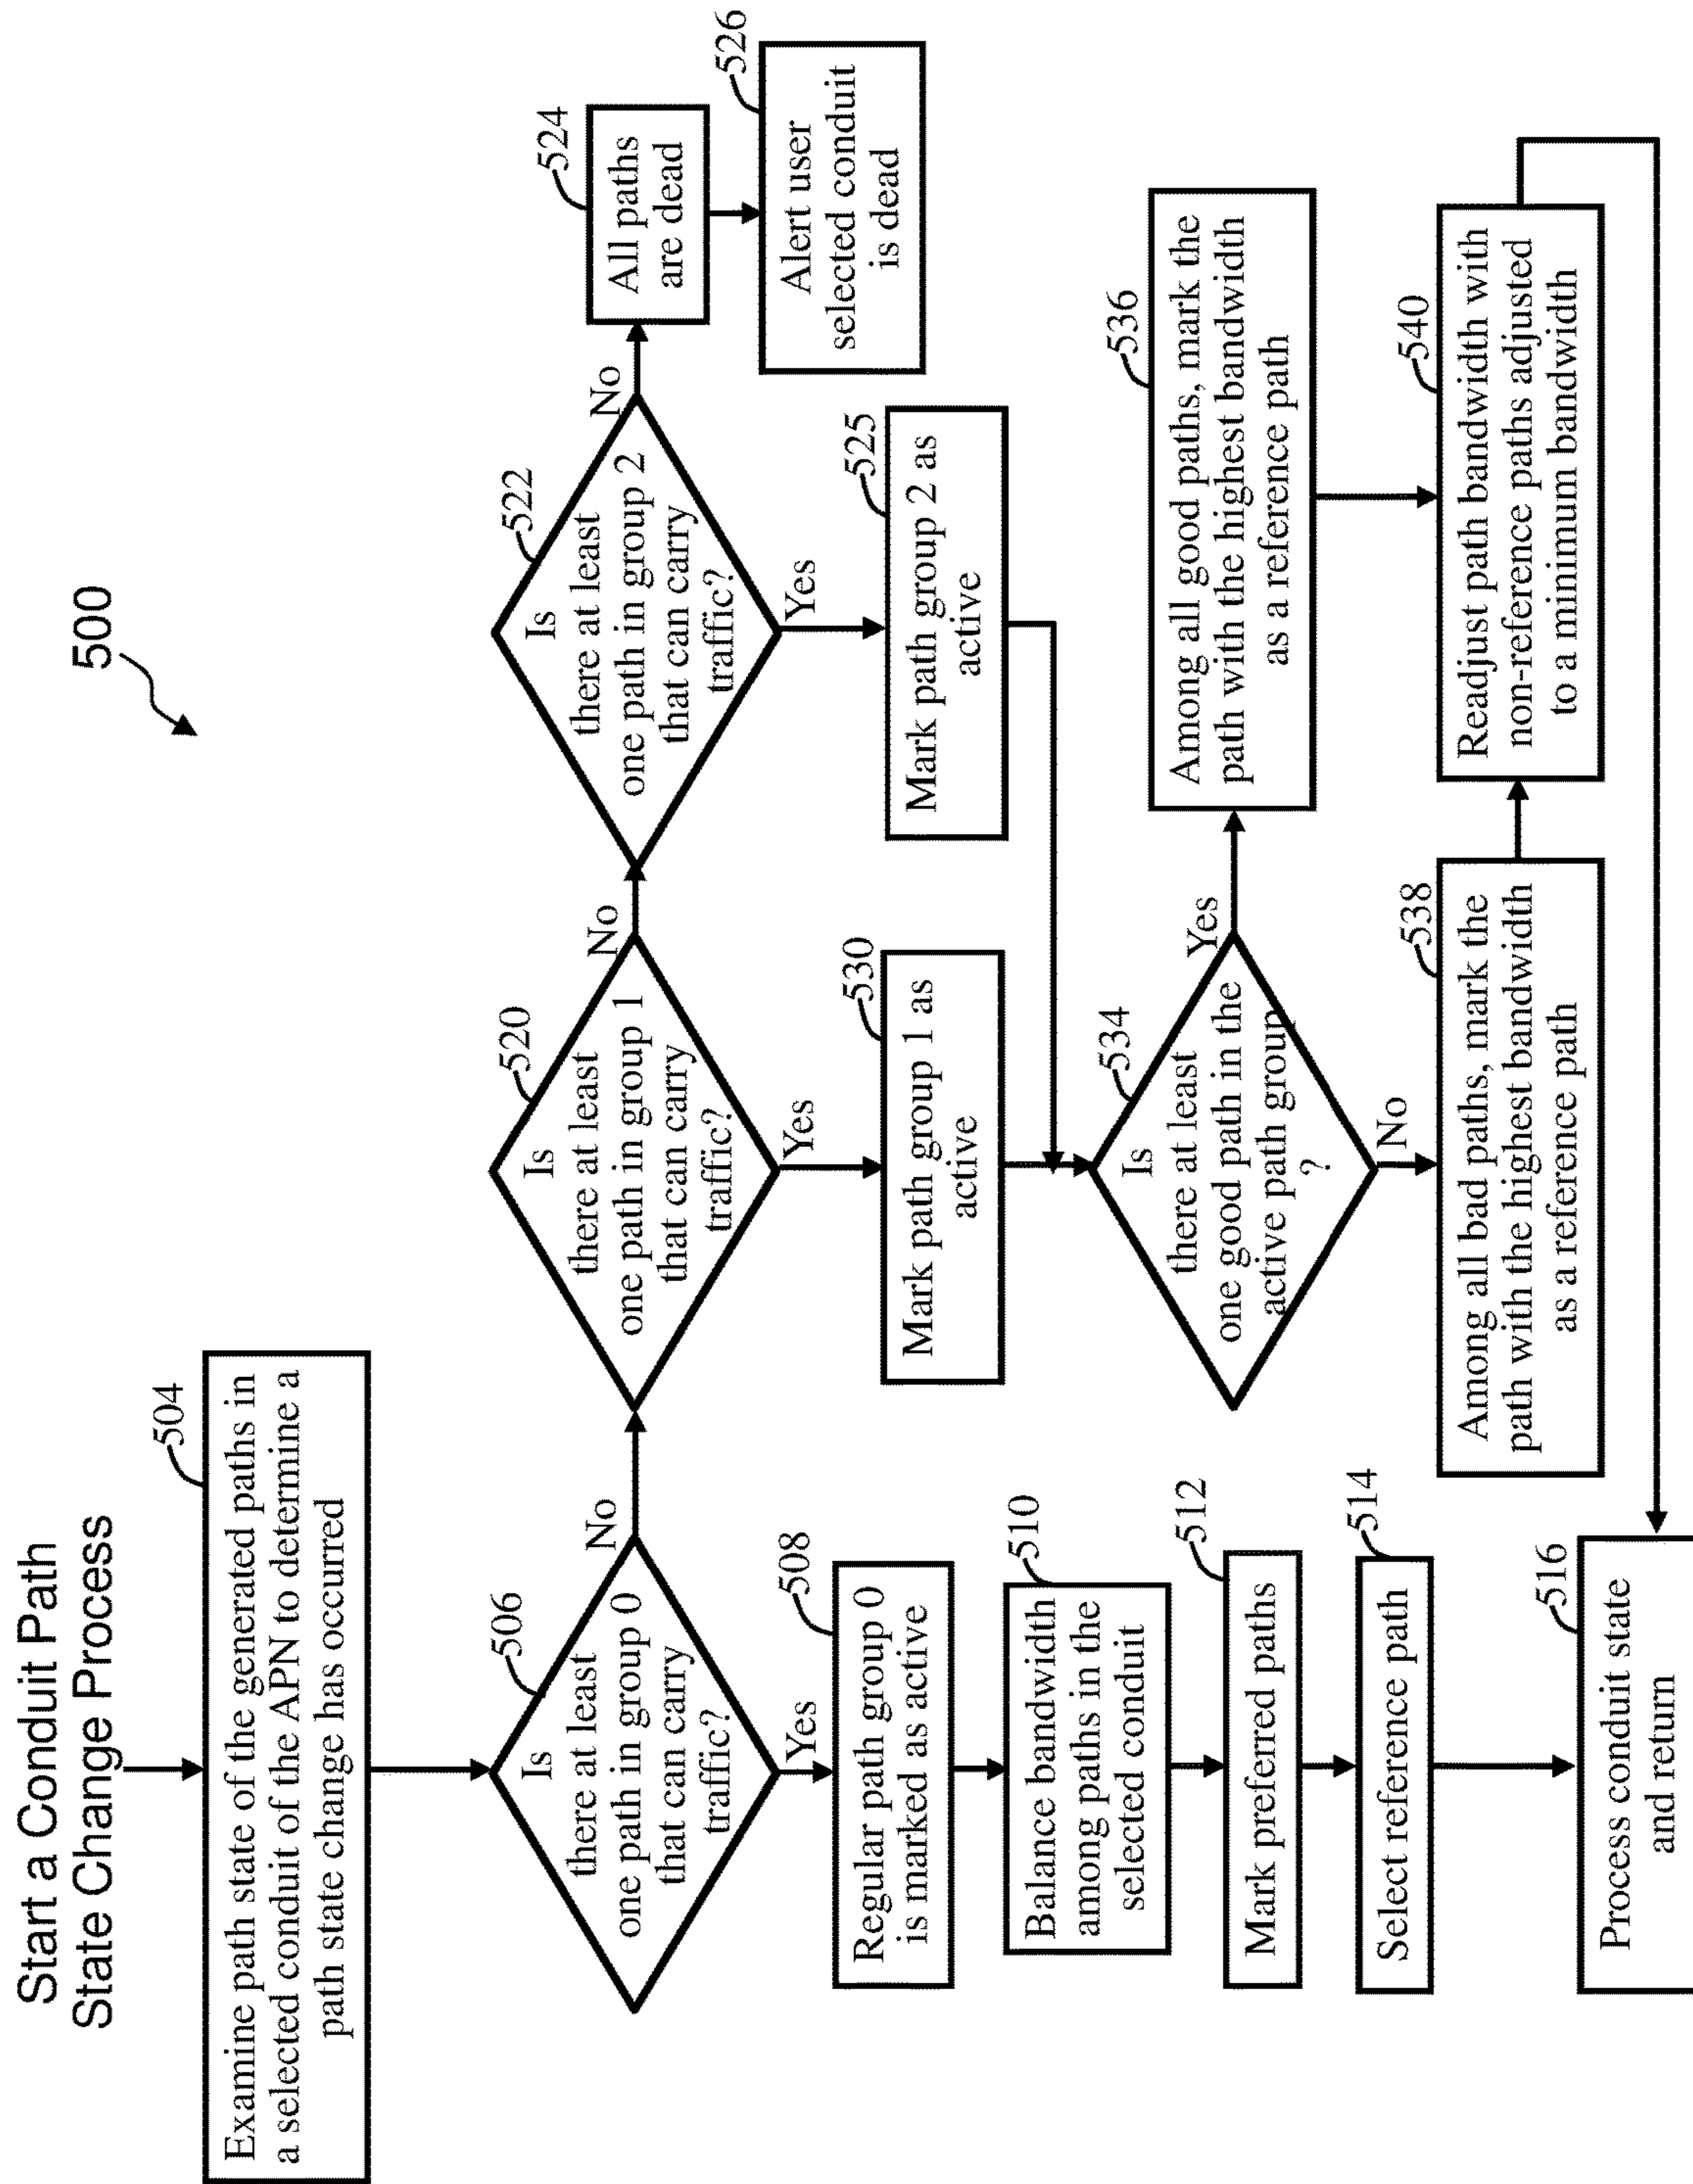 Start a Conduit Path
State Change Process
500
504
Examine path state of the generated paths in
a selected conduit of the APN to determine a
path state change has occurred
506
Is
there at least
one path in group 0
that can carry
traffic?
No
Yes
508
Regular path group 0
is marked as active
510
Balance bandwidth
among paths in the
selected conduit
512
Mark preferred paths
514
Select reference path
516
Process conduit state
and return
520
Is
there at least
one path in group 1
that can carry
traffic?
No
Yes
530
Mark path group 1 as
active
522
Is
there at least
one path in group 2
that can carry
traffic?
No
Yes
525
Mark path group 2 as
active
524
All paths
are dead
526
Alert user
selected conduit
is dead
534
Is
there at least
one good path in the
active path group
?
Yes
No
536
Among all good paths, mark the
path with the highest bandwidth
as a reference path
538
Among all bad paths, mark the
path with the highest bandwidth
as a reference path
540
Readjust path bandwidth with
non-reference paths adjusted
to a minimum bandwidth